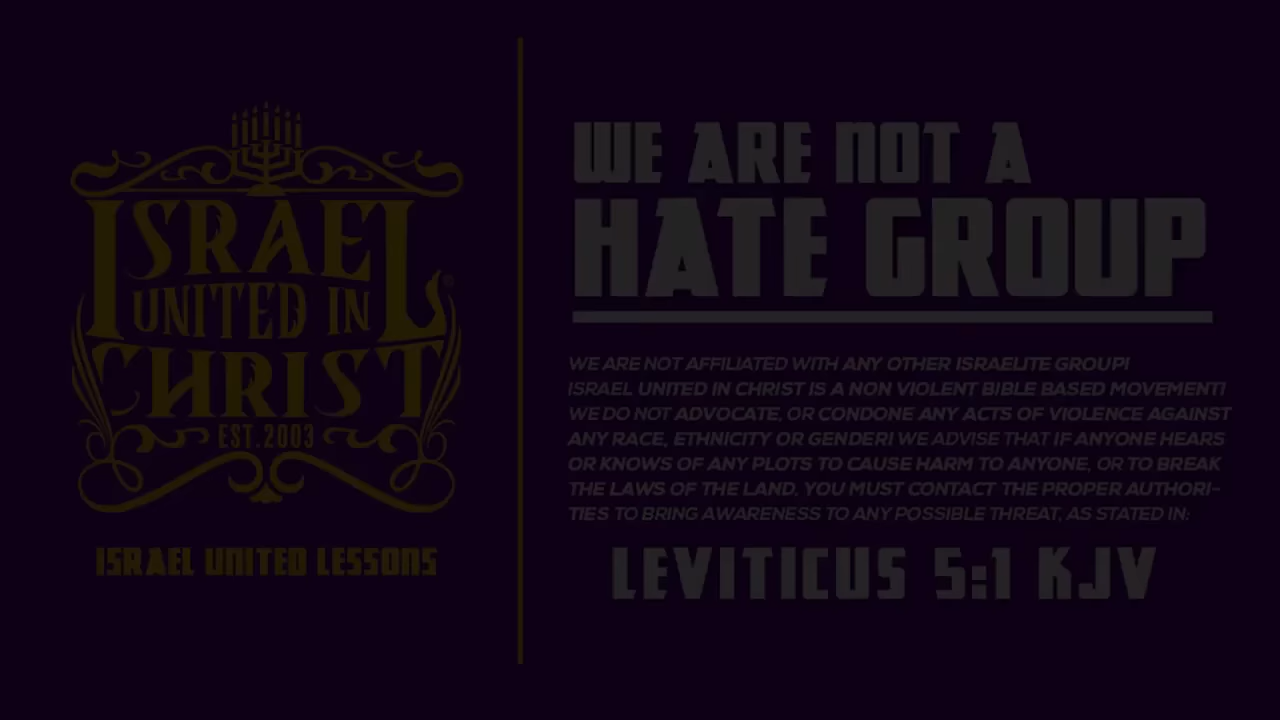 ISRAEL
UNITED IN
CHRIST
EST.2003
ISRAEL UNITED LESSONS
WE ARE NOT A
HATE GROUP
WE ARE NOT AFFILIATED WITH ANY OTHER ISRAELITE GROUP!
ISRAEL UNITED IN CHRIST IS A NON VIOLENT BIBLE BASED MOVEMENT!
WE DO NOT ADVOCATE, OR CONDONE ANY ACTS OF VIOLENCE AGAINST
ANY RACE, ETHNICITY OR GENDER! WE ADVISE THAT IF ANYONE HEARS
OR KNOWS OF ANY PLOTS TO CAUSE HARM TO ANYONE, OR TO BREAK
THE LAWS OF THE LAND, YOU MUST CONTACT THE PROPER AUTHORI-
TIES TO BRING AWARENESS TO ANY POSSIBLE THREAT, AS STATED IN:
LEVITICUS 5:1 KJV